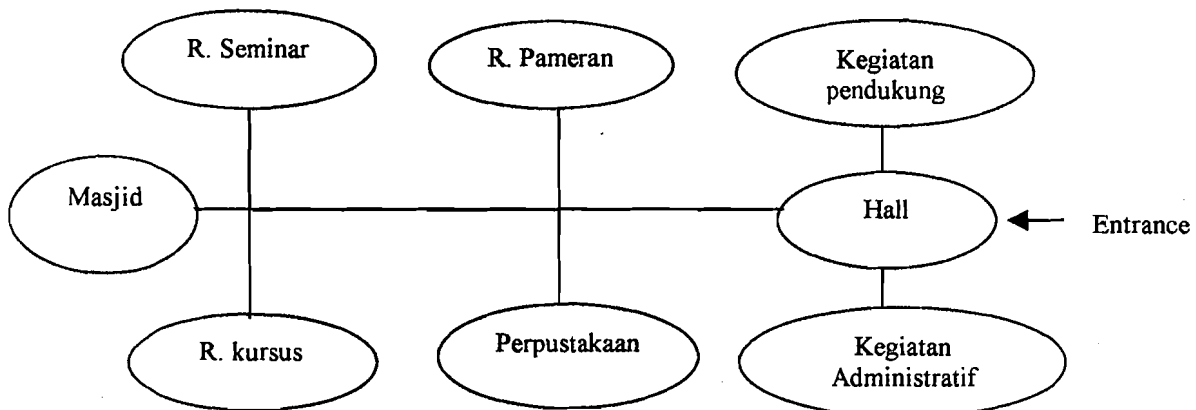 R. Seminar
R. Pameran
Kegiatan
pendukung
Masjid
Hall
Entrance
R. kursus
Perpustakaan
Kegiatan
Administratif